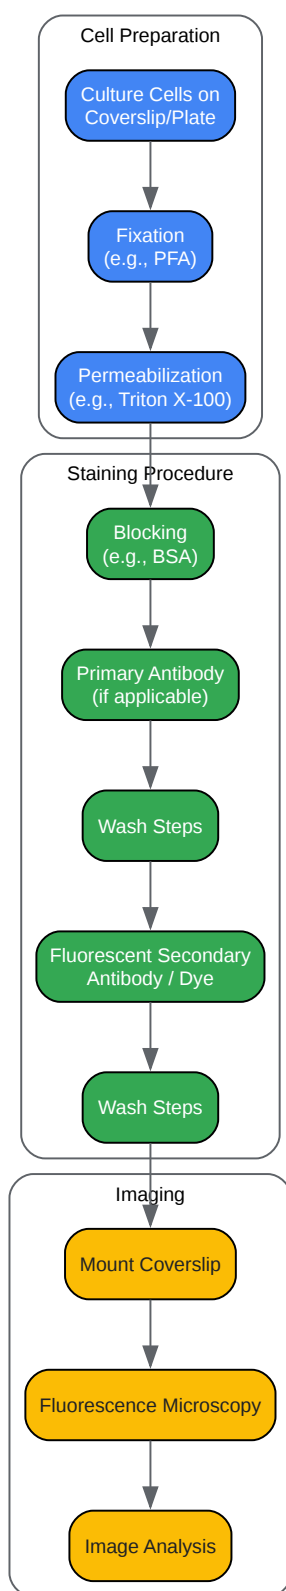 Cell Preparation
Culture Cells on
Coverslip/Plate
Fixation
(e.g., PFA)
Permeabilization
(e.g., Triton X-100)
Staining Procedure
Blocking
(e.g., BSA)
Primary Antibody
(if applicable)
Wash Steps
Fluorescent Secondary
Antibody / Dye
Wash Steps
Imaging
Mount Coverslip
Fluorescence Microscopy
Image Analysis